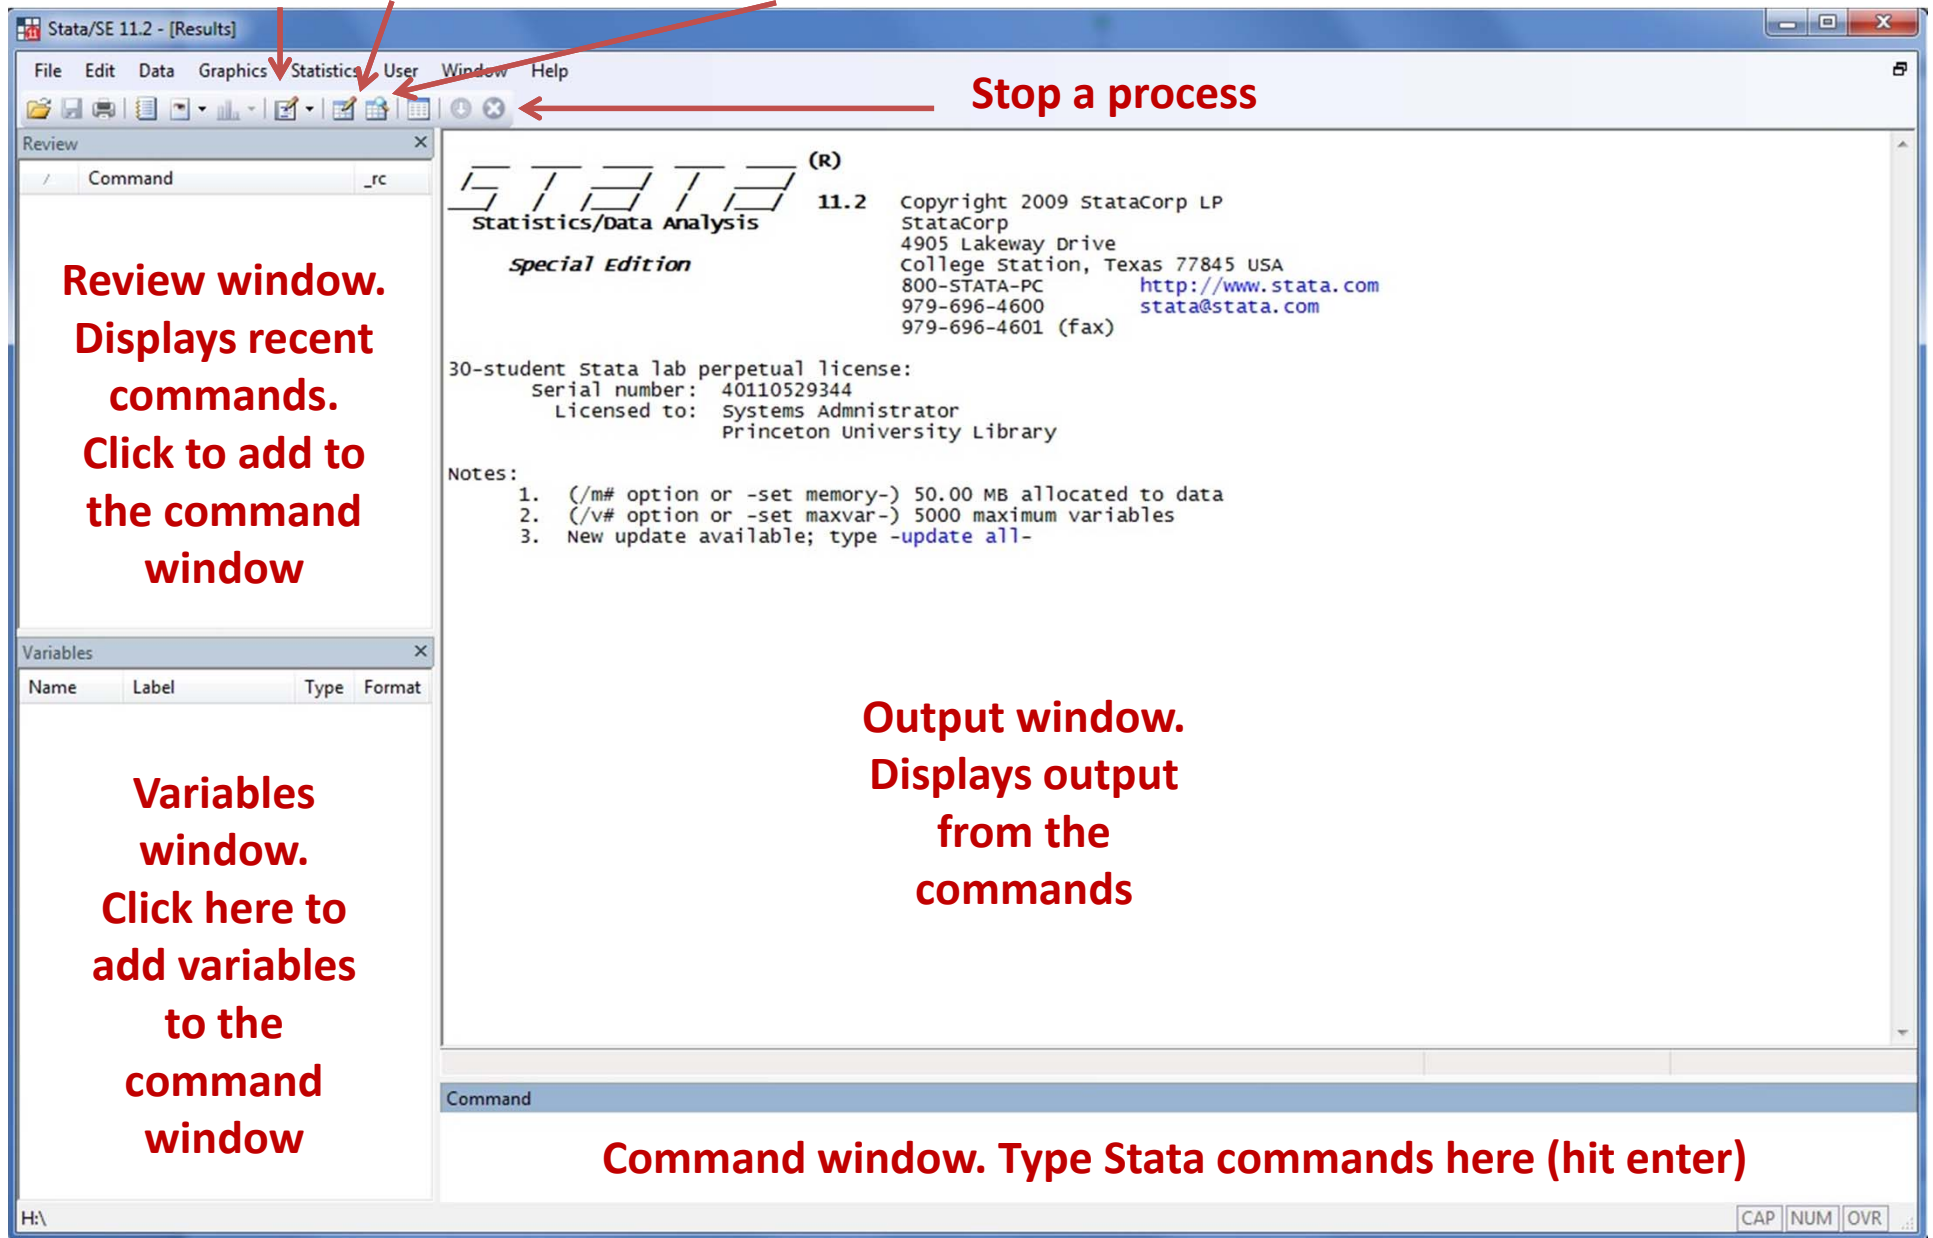 Stata/SE 11.2 - [Results]
File Edit Data Graphics Statistics User Window Help
Stop a process
Review
/ Command _rc
Review window.
Displays recent
commands.
Click to add to
the command
window
Variables
Name Label Type Format
Variables
window.
Click here to
add variables
to the
command
window
STATA (R)
11.2 Copyright 2009 StataCorp LP
Statistics/Data Analysis StataCorp
4905 Lakeway Drive
Special Edition College Station, Texas 77845 USA
800-STATA-PC http://www.stata.com
979-696-4600 stata@stata.com
979-696-4601 (fax)
30-student Stata lab perpetual license:
Serial number: 40110529344
Licensed to: Systems Admnistrator
Princeton University Library
Notes:
1. (/m# option or -set memory-) 50.00 MB allocated to data
2. (/v# option or -set maxvar-) 5000 maximum variables
3. New update available; type -update all-
Output window.
Displays output
from the
commands
Command
Command window. Type Stata commands here (hit enter)
H:\
CAP NUM OVR